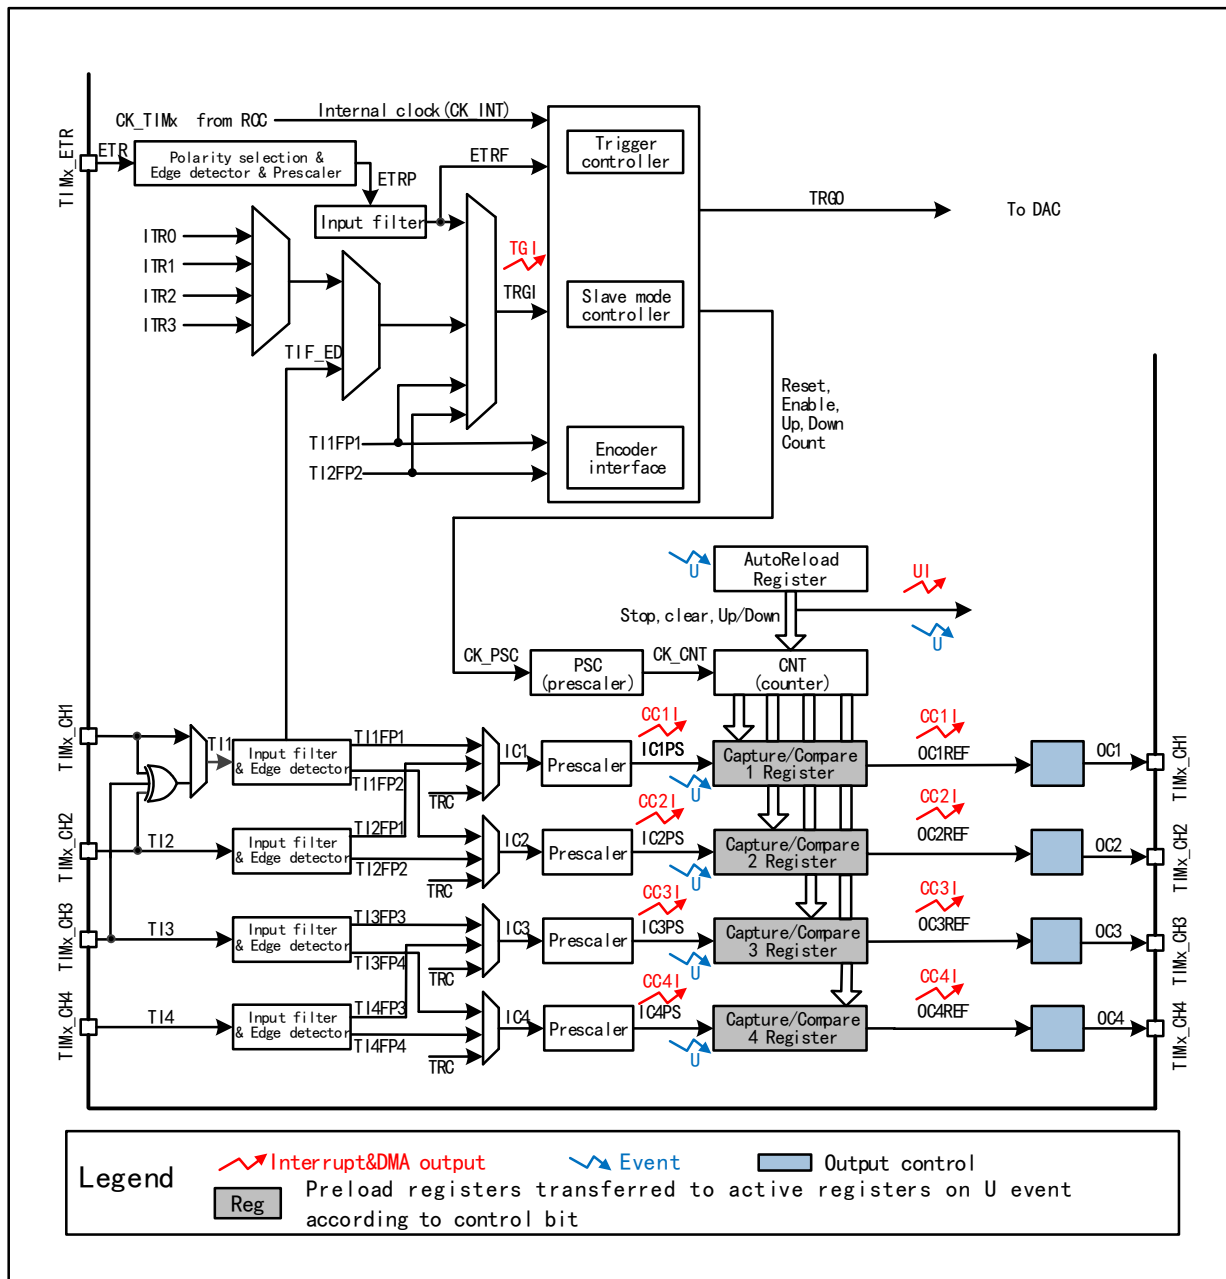 Internal clock(CK_INT)
CK_TIMx from RCC
TIMx_ETR
ETR
Polarity selection &
Edge detector & Prescaler
ETRP
Input filter
ETRF
Trigger
controller
TRGO
To DAC
ITR0
ITR1
ITR2
ITR3
TGI
TRGI
Slave mode
controller
TIF_ED
Reset,
Enable,
Up,Down
Count
TI1FP1
TI2FP2
Encoder
interface
U
AutoReload
Register
UI
Stop,clear,Up/Down
U
CK_PSC
PSC
(prescaler)
CK_CNT
CNT
(counter)
TIMx_CH1
TI1
Input filter
& Edge detector
TI1FP1
TI1FP2
TRC
IC1
Prescaler
CC1I
IC1PS
U
Capture/Compare
1 Register
CC1I
OC1REF
OC1
TIMx_CH1
TIMx_CH2
TI2
Input filter
& Edge detector
TI2FP1
TI2FP2
TRC
IC2
Prescaler
CC2I
IC2PS
U
Capture/Compare
2 Register
CC2I
OC2REF
OC2
TIMx_CH2
TIMx_CH3
TI3
Input filter
& Edge detector
TI3FP3
TI3FP4
TRC
IC3
Prescaler
CC3I
IC3PS
U
Capture/Compare
3 Register
CC3I
OC3REF
OC3
TIMx_CH3
TIMx_CH4
TI4
Input filter
& Edge detector
TI4FP3
TI4FP4
TRC
IC4
Prescaler
CC4I
IC4PS
U
Capture/Compare
4 Register
CC4I
OC4REF
OC4
TIMx_CH4
Legend
Interrupt&DMA output
Event
Output control
Reg
Preload registers transferred to active registers on U event
according to control bit